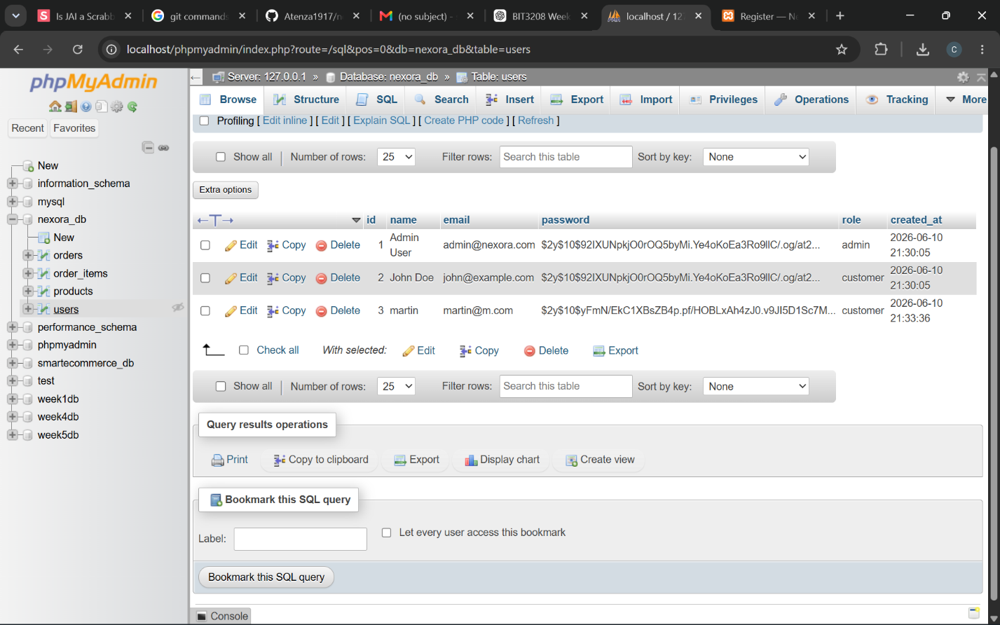 Is JAI a Scrabb
git command
Atenza1917/n
(no subject) -
BIT3208 Week
localhost / 12
Register — N
localhost/phpmyadmin/index.php?route=/sql&pos=0&db=nexora_db&table=users
C
phpMyAdmin
Recent
Favorites
New
information_schema
mysql
nexora_db
New
orders
order_items
products
users
performance_schema
phpmyadmin
smartecommerce_db
test
week1db
week4db
week5db
Server: 127.0.0.1 » Database: nexora_db » Table: users
Browse Structure SQL Search Insert Export Import Privileges Operations Tracking More
Profiling [ Edit inline ] [ Edit ] [ Explain SQL ] [ Create PHP code ] [ Refresh ]
Show all | Number of rows: 25 Filter rows: Search this table Sort by key: None
Extra options
id name email password role created_at
Edit Copy Delete 1 Admin User admin@nexora.com $2y$10$92IXUNpkjO0rOQ5byMi.Ye4oKoEa3Ro9llC/.og/at2... admin 2026-06-10 21:30:05
Edit Copy Delete 2 John Doe john@example.com $2y$10$92IXUNpkjO0rOQ5byMi.Ye4oKoEa3Ro9llC/.og/at2... customer 2026-06-10 21:30:05
Edit Copy Delete 3 martin martin@m.com $2y$10$yFmN/EkC1XBsZB4p.pf/HOBLxAh4zJ0.v9JI5D1Sc7M... customer 2026-06-10 21:33:36
Check all With selected: Edit Copy Delete Export
Show all | Number of rows: 25 Filter rows: Search this table Sort by key: None
Query results operations
Print Copy to clipboard Export Display chart Create view
Bookmark this SQL query
Label: Let every user access this bookmark
Bookmark this SQL query
Console